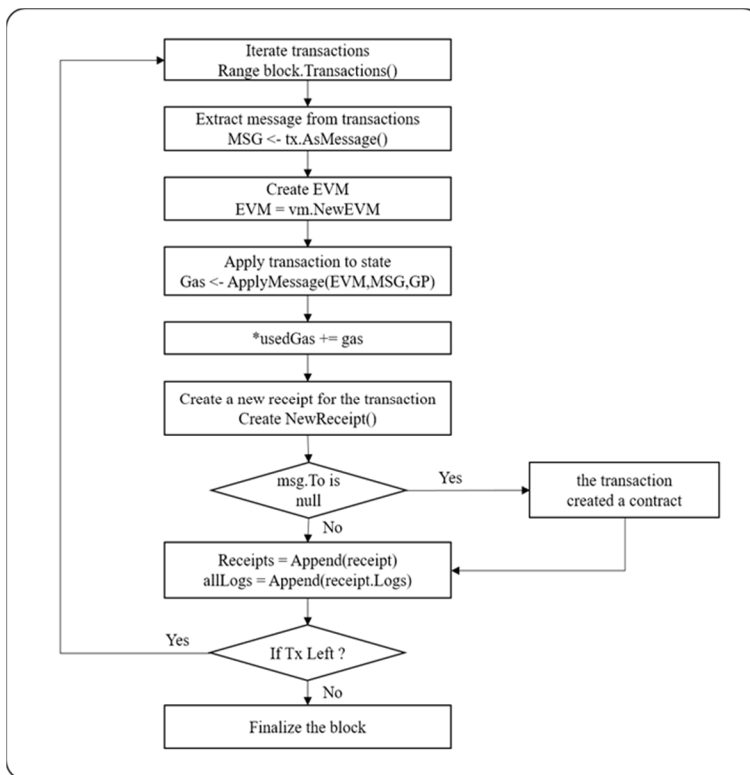 Iterate transactions
Range block.Transactions()
Extract message from transactions
MSG <- tx.AsMessage()
Create EVM
EVM = vm.NewEVM
Apply transaction to state
Gas <- ApplyMessage(EVM,MSG,GP)
*usedGas += gas
Create a new receipt for the transaction
Create NewReceipt()
msg.To is
null
Yes
the transaction
created a contract
No
Receipts = Append(receipt)
allLogs = Append(receipt.Logs)
Yes
If Tx Left ?
No
Finalize the block